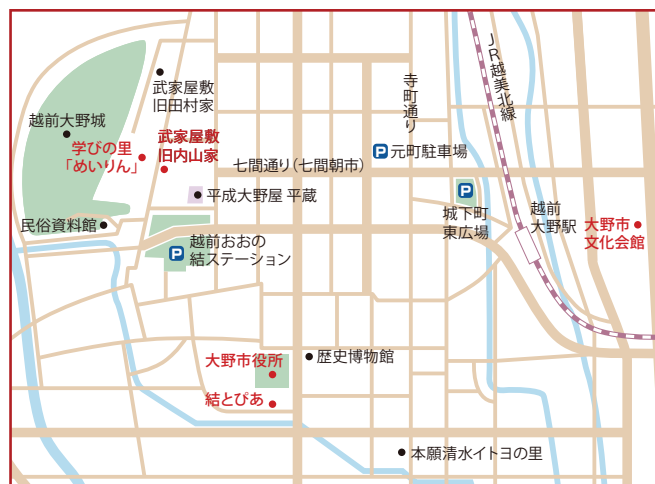 武家屋敷
旧田村家
越前大野城
学びの里
「めいりん」
武家屋敷
旧内山家
七間通り(七間朝市)
寺町通り
JR越美北線
P 元町駐車場
平成大野屋 平蔵
民俗資料館
P 越前おおの
結ステーション
P
城下町
東広場
越前
大野駅
大野市
文化会館
大野市役所
歴史博物館
結とぴあ
本願清水イトヨの里